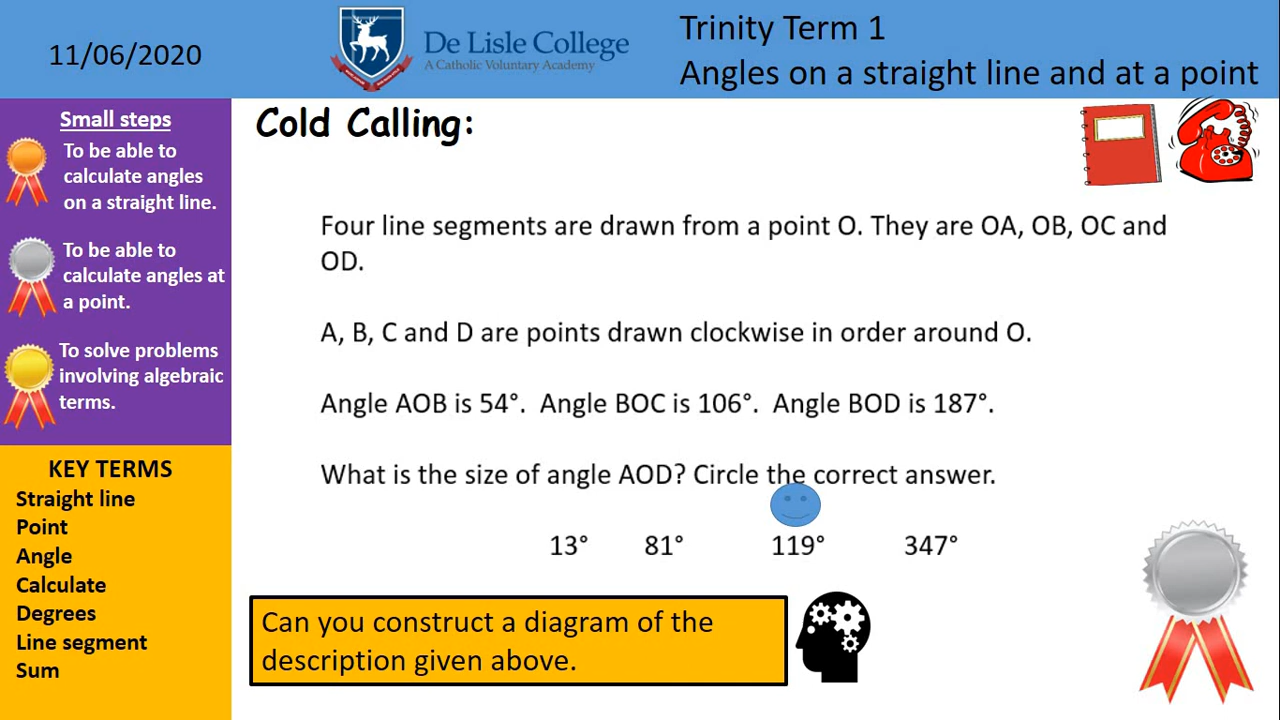 11/06/2020
De Lisle College
A Catholic Voluntary Academy
Trinity Term 1
Angles on a straight line and at a point
Small steps
To be able to
calculate angles
on a straight line.
To be able to
calculate angles at
a point.
To solve problems
involving algebraic
terms.
KEY TERMS
Straight line
Point
Angle
Calculate
Degrees
Line segment
Sum
Cold Calling:
Four line segments are drawn from a point O. They are OA, OB, OC and
OD.
A, B, C and D are points drawn clockwise in order around O.
Angle AOB is 54°. Angle BOC is 106°. Angle BOD is 187°.
What is the size of angle AOD? Circle the correct answer.
13° 81° 119° 347°
Can you construct a diagram of the
description given above.